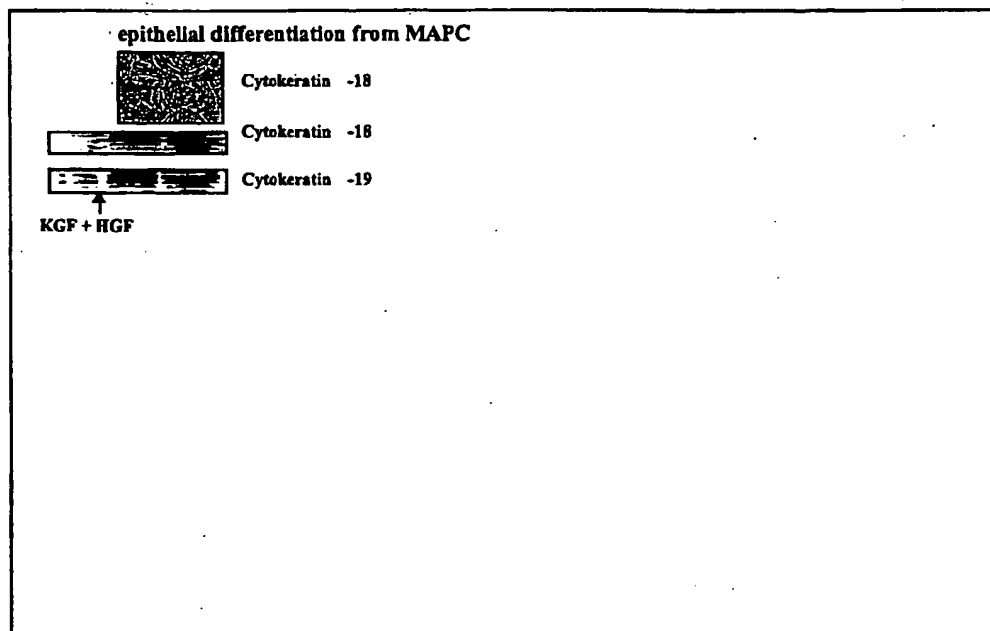 epithelial differentiation from MAPC
Cytokeratin -18
Cytokeratin -18
Cytokeratin -19
KGF + HGF